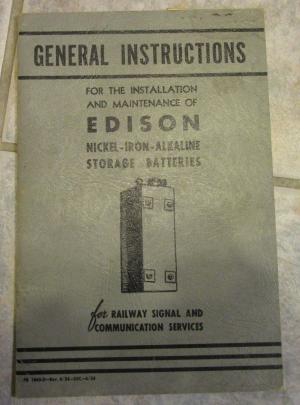 GENERAL INSTRUCTIONS
FOR THE INSTALLATION
AND MAINTENANCE OF
EDISON
NICKEL-IRON-ALKALINE
STORAGE BATTERIES
for RAILWAY SIGNAL AND
COMMUNICATION SERVICES